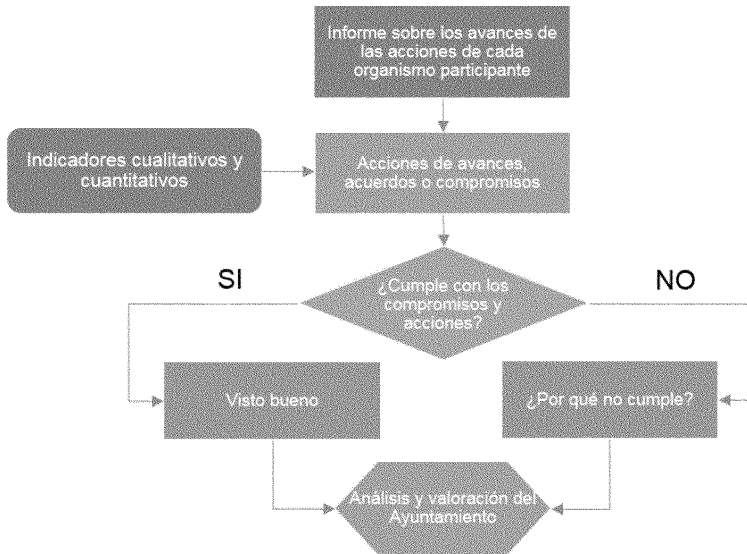 Informe sobre los avances de
las acciones de cada
organismo participante
Indicadores cualitativos y
cuantitativos
Acciones de avances,
acuerdos o compromisos
SI
¿Cumple con los
compromisos y
acciones?
NO
Visto bueno
¿Por qué no cumple?
Análisis y valoración del
Ayuntamiento